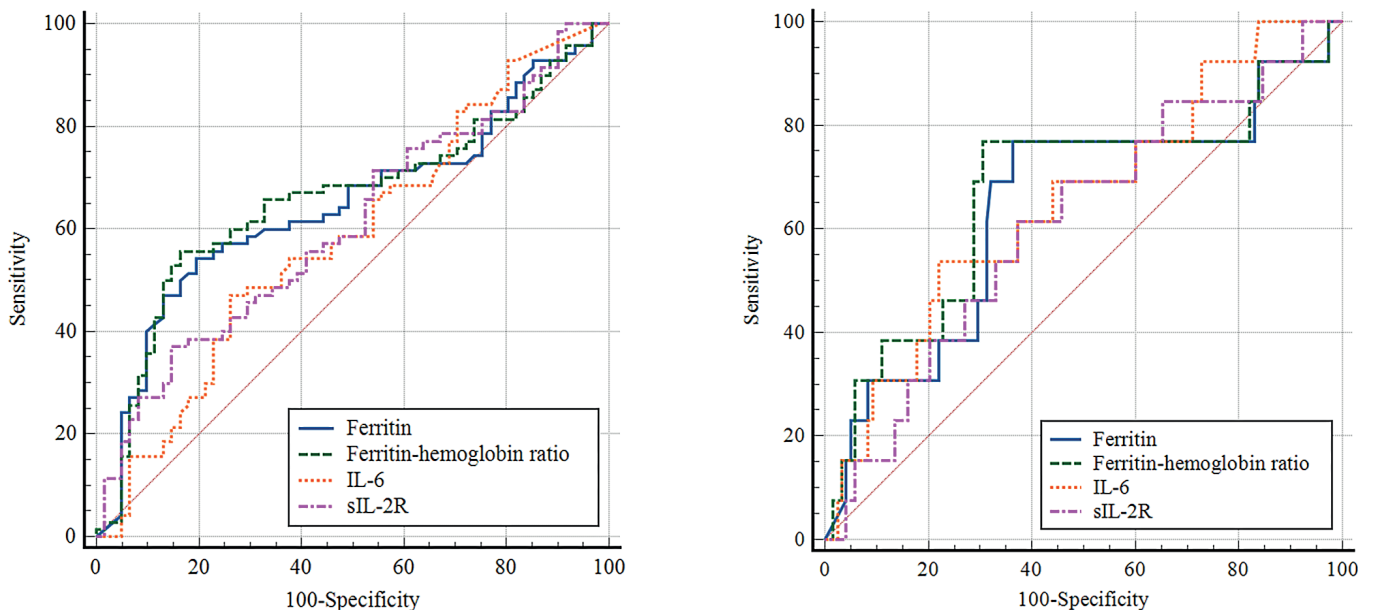 100
80
60
40
20
0
Sensitivity
Ferritin
Ferritin-hemoglobin ratio
IL-6
sIL-2R
0 20 40 60 80 100
100-Specificity
100
80
60
40
20
0
Sensitivity
Ferritin
Ferritin-hemoglobin ratio
IL-6
sIL-2R
0 20 40 60 80 100
100-Specificity